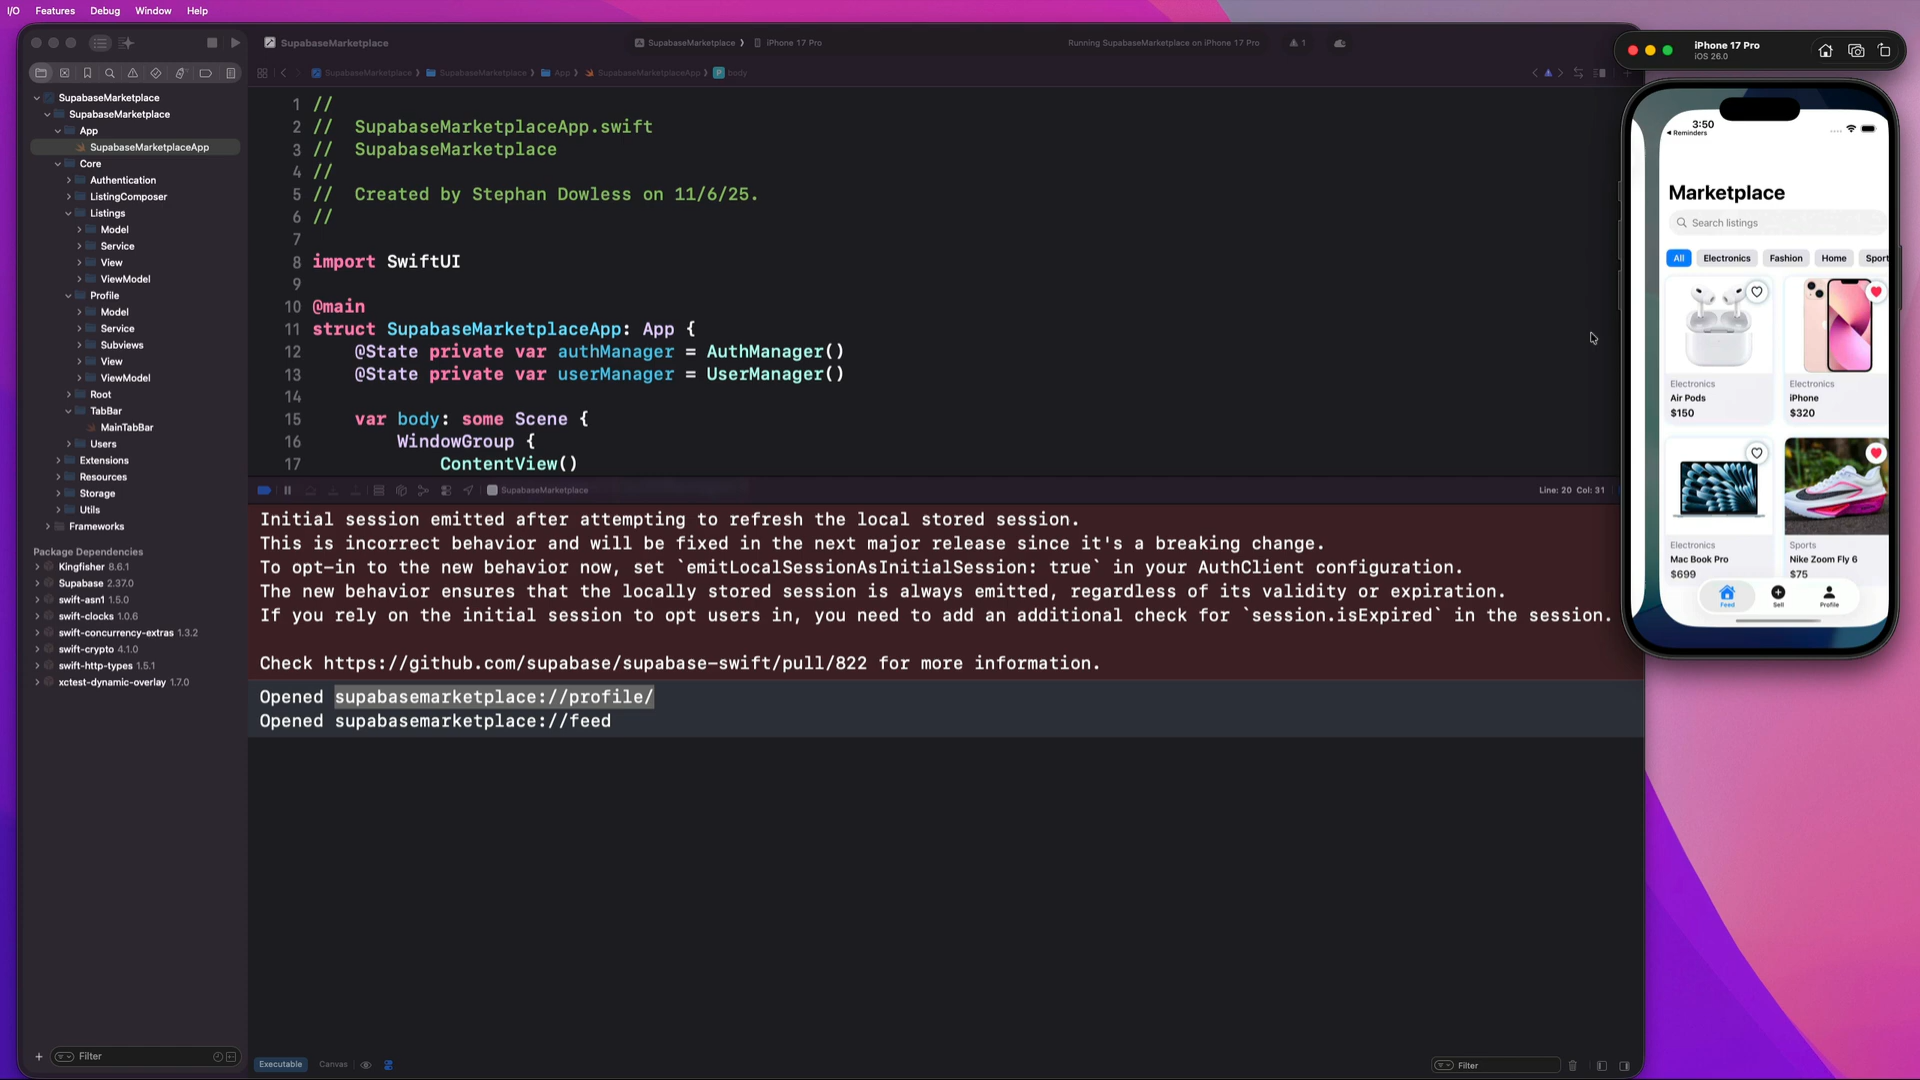 I/O Features Debug Window Help
SupabaseMarketplace
SupabaseMarketplace
iPhone 17 Pro
Running SupabaseMarketplace on iPhone 17 Pro
1
SupabaseMarketplace
SupabaseMarketplace
App
SupabaseMarketplaceApp
body
SupabaseMarketplace
SupabaseMarketplace
App
SupabaseMarketplaceApp
Core
Authentication
ListingComposer
Listings
Model
Service
View
ViewModel
Profile
Model
Service
Subviews
View
ViewModel
Root
TabBar
MainTabBar
Users
Extensions
Resources
Storage
Utils
Frameworks
Package Dependencies
Kingfisher 8.6.1
Supabase 2.37.0
swift-asn1 1.5.0
swift-clocks 1.0.6
swift-concurrency-extras 1.3.2
swift-crypto 4.1.0
swift-http-types 1.5.1
xctest-dynamic-overlay 1.7.0
Filter
1 //
2 // SupabaseMarketplaceApp.swift
3 // SupabaseMarketplace
4 //
5 // Created by Stephan Dowless on 11/6/25.
6 //
7
8 import SwiftUI
9
10 @main
11 struct SupabaseMarketplaceApp: App {
12 @State private var authManager = AuthManager()
13 @State private var userManager = UserManager()
14
15 var body: some Scene {
16 WindowGroup {
17 ContentView()
SupabaseMarketplace
Line: 20 Col: 31
Initial session emitted after attempting to refresh the local stored session.
This is incorrect behavior and will be fixed in the next major release since it's a breaking change.
To opt-in to the new behavior now, set `emitLocalSessionAsInitialSession: true` in your AuthClient configuration.
The new behavior ensures that the locally stored session is always emitted, regardless of its validity or expiration.
If you rely on the initial session to opt users in, you need to add an additional check for `session.isExpired` in the session.
Check https://github.com/supabase/supabase-swift/pull/822 for more information.
Opened supabasemarketplace://profile/
Opened supabasemarketplace://feed
Executable
Canvas
Filter
iPhone 17 Pro
iOS 26.0
3:50
Reminders
Marketplace
Search listings
All Electronics Fashion Home Sport
Electronics
Air Pods
$150
Electronics
iPhone
$320
Electronics
Mac Book Pro
$699
Sports
Nike Zoom Fly 6
$75
Feed Sell Profile